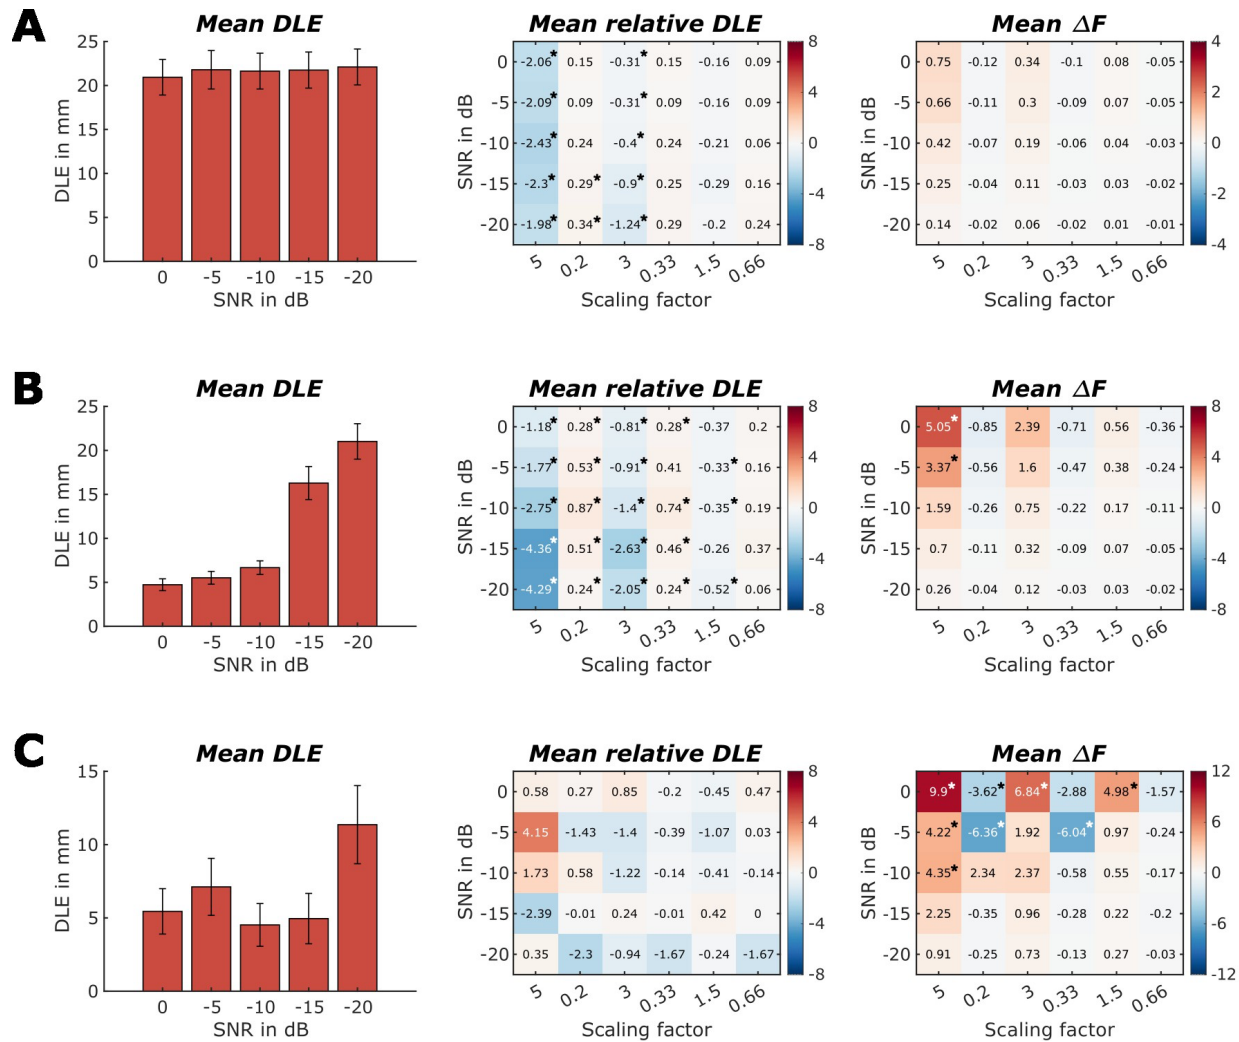 A
Mean DLE
Mean relative DLE
Mean ΔF
25
20
15
10
5
0
DLE in mm
0 -5 -10 -15 -20
SNR in dB
SNR in dB
0 -2.06* 0.15 -0.31* 0.15 -0.16 0.09
-5 -2.09* 0.09 -0.31* 0.09 -0.16 0.09
-10 -2.43* 0.24 -0.4* 0.24 -0.21 0.06
-15 -2.3* 0.29* -0.9* 0.25 -0.29 0.16
-20 -1.98* 0.34* -1.24* 0.29 -0.2 0.24
5 0.2 3 0.33 1.5 0.66
Scaling factor
8
4
0
-4
-8
SNR in dB
0 0.75 -0.12 0.34 -0.1 0.08 -0.05
-5 0.66 -0.11 0.3 -0.09 0.07 -0.05
-10 0.42 -0.07 0.19 -0.06 0.04 -0.03
-15 0.25 -0.04 0.11 -0.03 0.03 -0.02
-20 0.14 -0.02 0.06 -0.02 0.01 -0.01
5 0.2 3 0.33 1.5 0.66
Scaling factor
4
2
0
-2
-4
B
Mean DLE
Mean relative DLE
Mean ΔF
25
20
15
10
5
0
DLE in mm
0 -5 -10 -15 -20
SNR in dB
SNR in dB
0 -1.18* 0.28* -0.81* 0.28* -0.37 0.2
-5 -1.77* 0.53* -0.91* 0.41 -0.33* 0.16
-10 -2.75* 0.87* -1.4* 0.74* -0.35* 0.19
-15 -4.36* 0.51* -2.63* 0.46* -0.26 0.37
-20 -4.29* 0.24* -2.05* 0.24* -0.52* 0.06
5 0.2 3 0.33 1.5 0.66
Scaling factor
8
4
0
-4
-8
SNR in dB
0 5.05* -0.85 2.39 -0.71 0.56 -0.36
-5 3.37* -0.56 1.6 -0.47 0.38 -0.24
-10 1.59 -0.26 0.75 -0.22 0.17 -0.11
-15 0.7 -0.11 0.32 -0.09 0.07 -0.05
-20 0.26 -0.04 0.12 -0.03 0.03 -0.02
5 0.2 3 0.33 1.5 0.66
Scaling factor
8
4
0
-4
-8
C
Mean DLE
Mean relative DLE
Mean ΔF
15
10
5
0
DLE in mm
0 -5 -10 -15 -20
SNR in dB
SNR in dB
0 0.58 0.27 0.85 -0.2 -0.45 0.47
-5 4.15 -1.43 -1.4 -0.39 -1.07 0.03
-10 1.73 0.58 -1.22 -0.14 -0.41 -0.14
-15 -2.39 -0.01 0.24 -0.01 0.42 0
-20 0.35 -2.3 -0.94 -1.67 -0.24 -1.67
5 0.2 3 0.33 1.5 0.66
Scaling factor
8
4
0
-4
-8
SNR in dB
0 9.9* -3.62* 6.84* -2.88 4.98* -1.57
-5 4.22* -6.36* 1.92 -6.04* 0.97 -0.24
-10 4.35* 2.34 2.37 -0.58 0.55 -0.17
-15 2.25 -0.35 0.96 -0.28 0.22 -0.2
-20 0.91 -0.25 0.73 -0.13 0.27 -0.03
5 0.2 3 0.33 1.5 0.66
Scaling factor
12
6
0
-6
-12